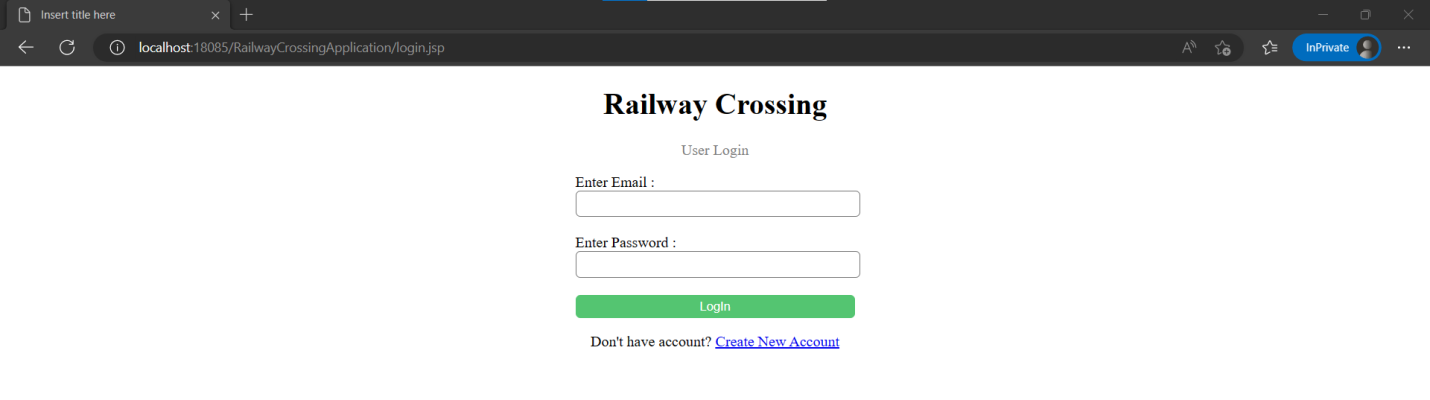 Insert title here
localhost:18085/RailwayCrossingApplication/login.jsp
InPrivate
Railway Crossing
User Login
Enter Email :
Enter Password :
LogIn
Don't have account? Create New Account